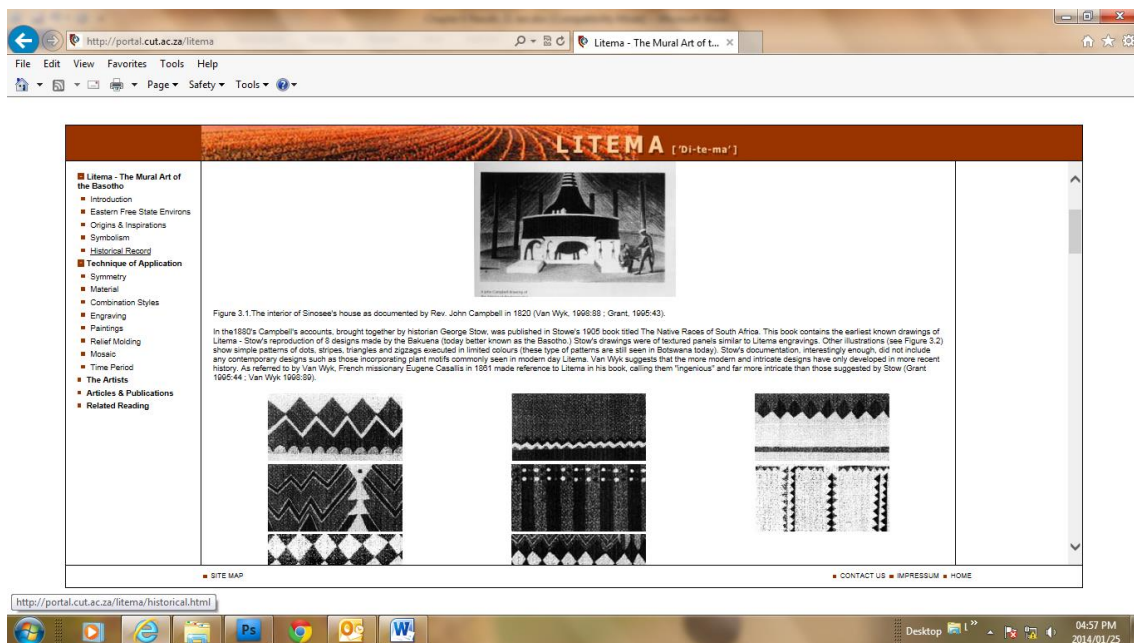 http://portal.cut.ac.za/litema
Litema - The Mural Art of t...
File Edit View Favorites Tools Help
Page Safety Tools
LITEMA ['Di-te-ma']
Litema - The Mural Art of
the Basotho
Introduction
Eastern Free State Environs
Origins & Inspirations
Symbolism
Historical Record
Technique of Application
Symmetry
Material
Combination Styles
Engraving
Paintings
Relief Molding
Mosaic
Time Period
The Artists
Articles & Publications
Related Reading
Figure 3.1.The interior of Sinosee's house as documented by Rev. John Campbell in 1820 (Van Wyk, 1998:88 ; Grant, 1995:43).
In the1880's Campbell's accounts, brought together by historian George Stow, was published in Stowe's 1905 book titled The Native Races of South Africa. This book contains the earliest known drawings of
Litema - Stow's reproduction of 8 designs made by the Bakuena (today better known as the Basotho.) Stow's drawings were of textured panels similar to Litema engravings. Other illustrations (see Figure 3.2)
show simple patterns of dots, stripes, triangles and zigzags executed in limited colours (these type of patterns are still seen in Botswana today). Stow's documentation, interestingly enough, did not include
any contemporary designs such as those incorporating plant motifs commonly seen in modern day Litema. Van Wyk suggests that the more modern and intricate designs have only developed in more recent
history. As referred to by Van Wyk, French missionary Eugene Casallis in 1861 made reference to Litema in his book, calling them "ingenious" and far more intricate than those suggested by Stow (Grant
1995:44 ; Van Wyk 1998:89).
SITE MAP
CONTACT US IMPRESSUM HOME
http://portal.cut.ac.za/litema/historical.html
Ps
Desktop
04:57 PM
2014/01/25